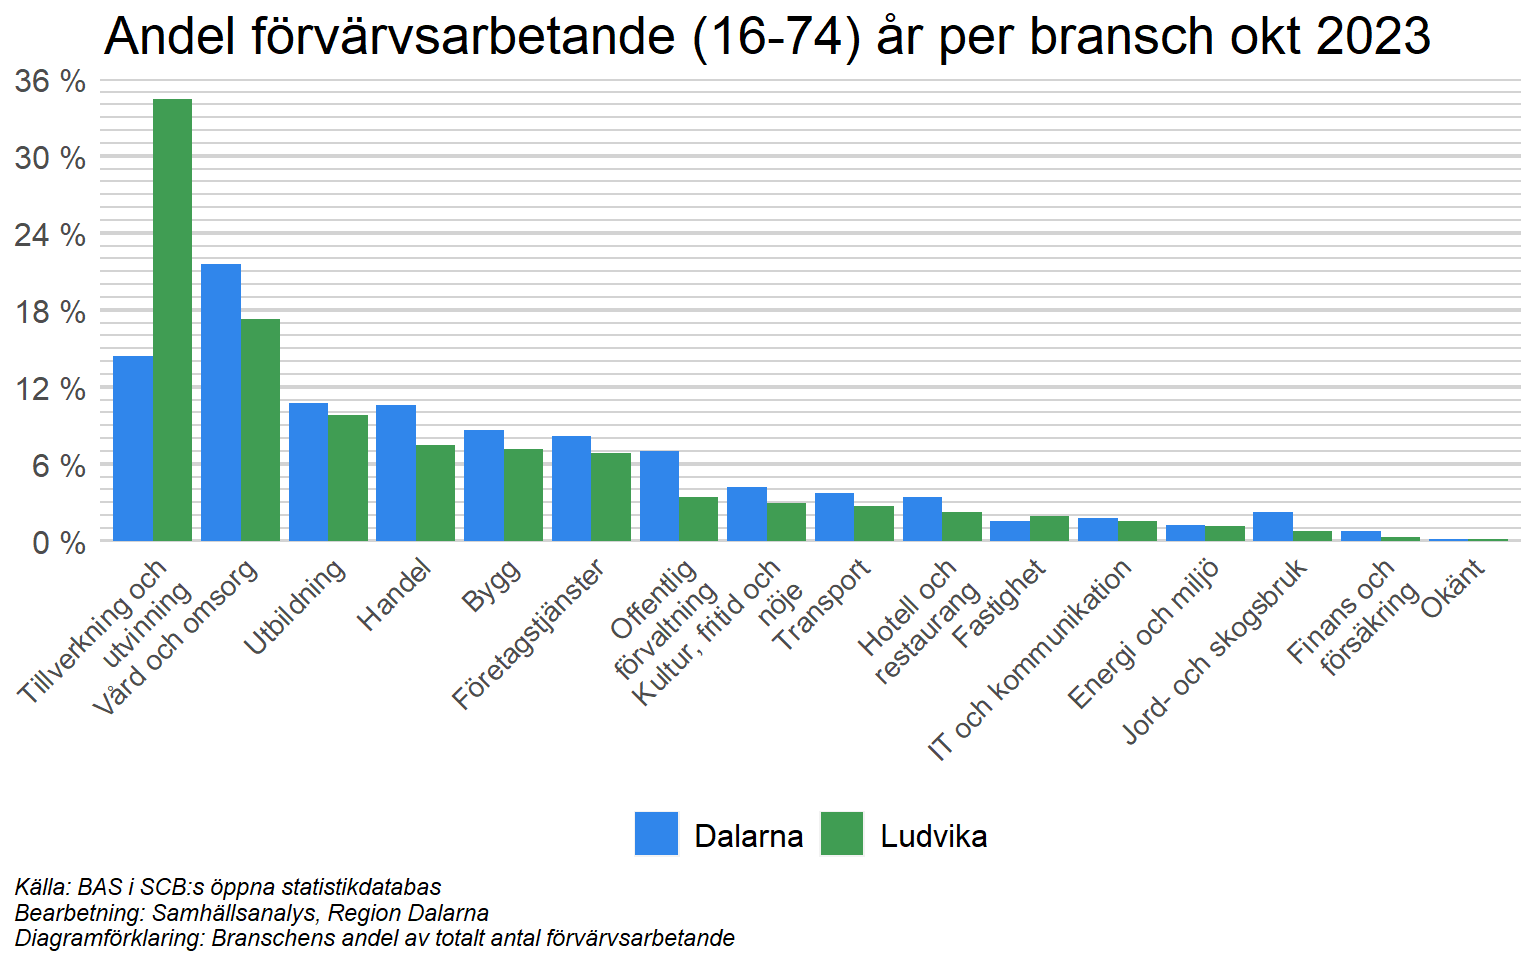 Andel förvärvsarbetande (16-74) år per bransch okt 2023
36 %
30 %
24 %
18 %
12 %
6 %
0 %
Tillverkning och
utvinning
Vård och omsorg
Utbildning
Handel
Bygg
Företagstjänster
Offentlig
förvaltning
Kultur, fritid och
nöje
Transport
Hotell och
restaurang
Fastighet
IT och kommunikation
Energi och miljö
Jord- och skogsbruk
Finans och
försäkring
Okänt
Dalarna
Ludvika
Källa: BAS i SCB:s öppna statistikdatabas
Bearbetning: Samhällsanalys, Region Dalarna
Diagramförklaring: Branschens andel av totalt antal förvärvsarbetande